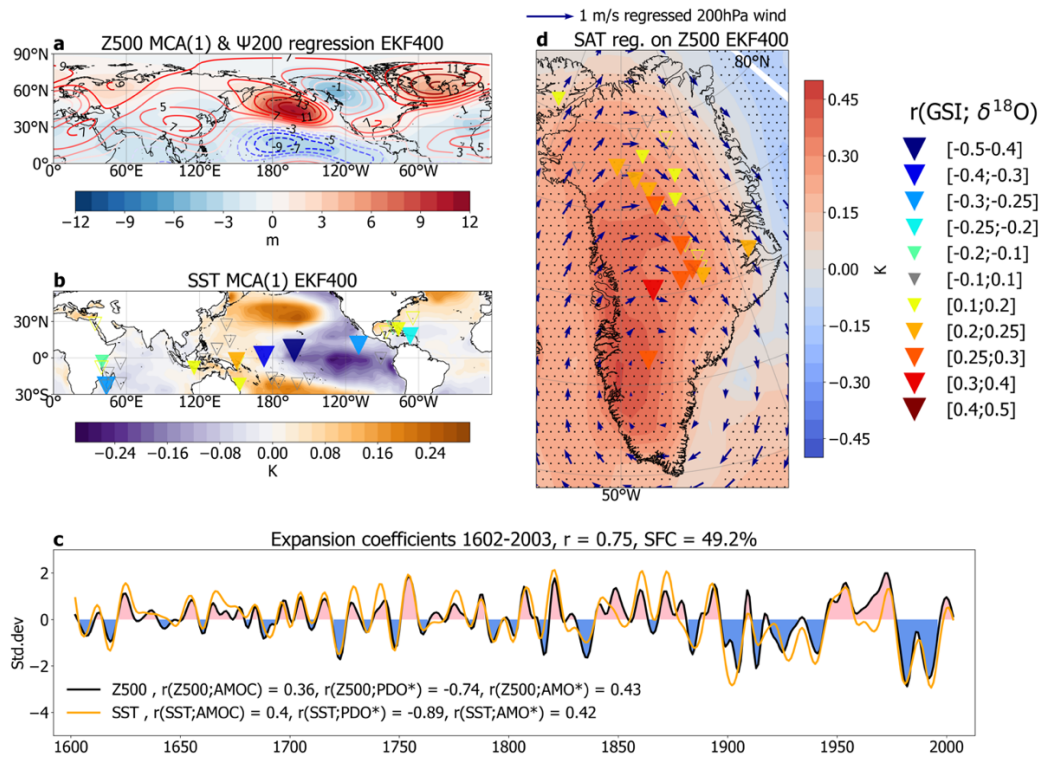 1 m/s regressed 200hPa wind
a
Z500 MCA(1) & Ψ200 regression EKF400
90°N
60°N
30°N
0°
0° 60°E 120°E 180° 120°W 60°W
−12 −9 −6 −3 0 3 6 9 12
m
b
SST MCA(1) EKF400
30°N
0°
30°S
0° 60°E 120°E 180° 120°W 60°W
−0.24 −0.16 −0.08 0.00 0.08 0.16 0.24
K
d
SAT reg. on Z500 EKF400
80°N
50°W
0.45
0.30
0.15
0.00
−0.15
−0.30
−0.45
K
r(GSI; δ¹⁸O)
[-0.5-0.4]
[-0.4;-0.3]
[-0.3;-0.25]
[-0.25;-0.2]
[-0.2;-0.1]
[-0.1;0.1]
[0.1;0.2]
[0.2;0.25]
[0.25;0.3]
[0.3;0.4]
[0.4;0.5]
c
Expansion coefficients 1602-2003, r = 0.75, SFC = 49.2%
Std.dev
2
0
−2
−4
Z500 , r(Z500;AMOC) = 0.36, r(Z500;PDO*) = -0.74, r(Z500;AMO*) = 0.43
SST , r(SST;AMOC) = 0.4, r(SST;PDO*) = -0.89, r(SST;AMO*) = 0.42
1600 1650 1700 1750 1800 1850 1900 1950 2000